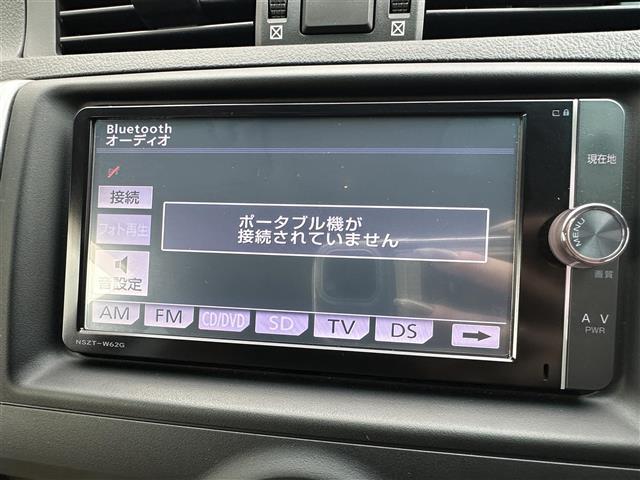 Bluetooth
オーディオ
接続
フォト再生
音設定
ポータブル機が
接続されていません
AM FM CD/DVD SD TV DS
NSZT-W62G
現在地
MENU
画質
A V
PWR